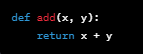 def add(x, y):
    return x + y